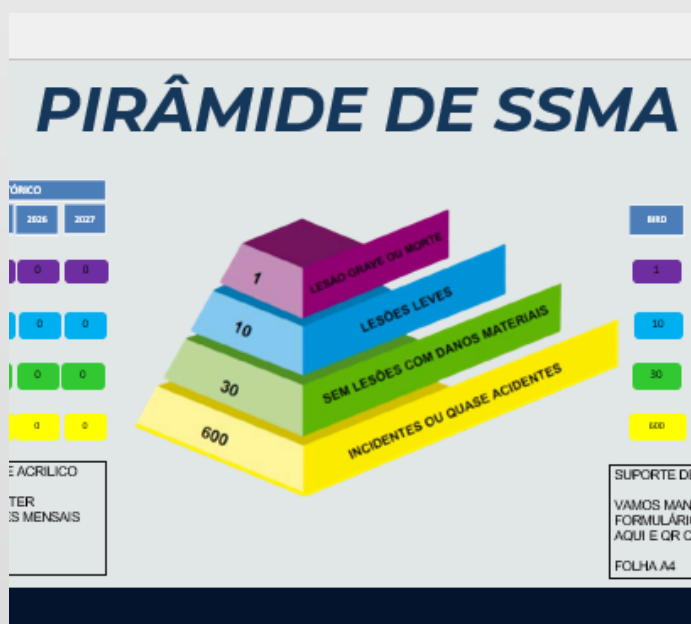 PIRÂMIDE DE SSMA
TÓRICO
2026 2027
BIRD
0 0
0 0
0 0
0 0
1 LESÃO GRAVE OU MORTE
10 LESÕES LEVES
30 SEM LESÕES COM DANOS MATERIAIS
600 INCIDENTES OU QUASE ACIDENTES
1
10
30
600
E ACRILICO
TER
S MENSAIS
SUPORTE DE
VAMOS MAN
FORMULÁRI
AQUI E QR C
FOLHA A4